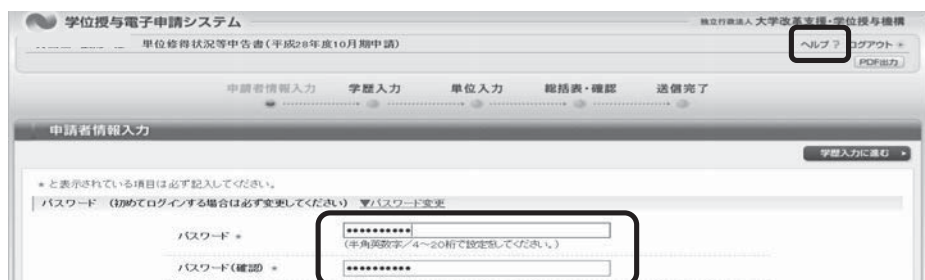 学位授与電子申請システム 独立行政法人 大学改革支援・学位授与機構
単位修得状況等申告書(平成28年度10月期申請) ヘルプ ? ログアウト
PDF出力
申請者情報入力 学歴入力 単位入力 総括表・確認 送信完了
申請者情報入力
学歴入力に進む
* と表示されている項目は必ず記入してください。
パスワード (初めてログインする場合は必ず変更してください) ▼パスワード変更
パスワード * ••••••••••
(半角英数字/4〜20桁で設定をしてください。)
パスワード(確認) * ••••••••••